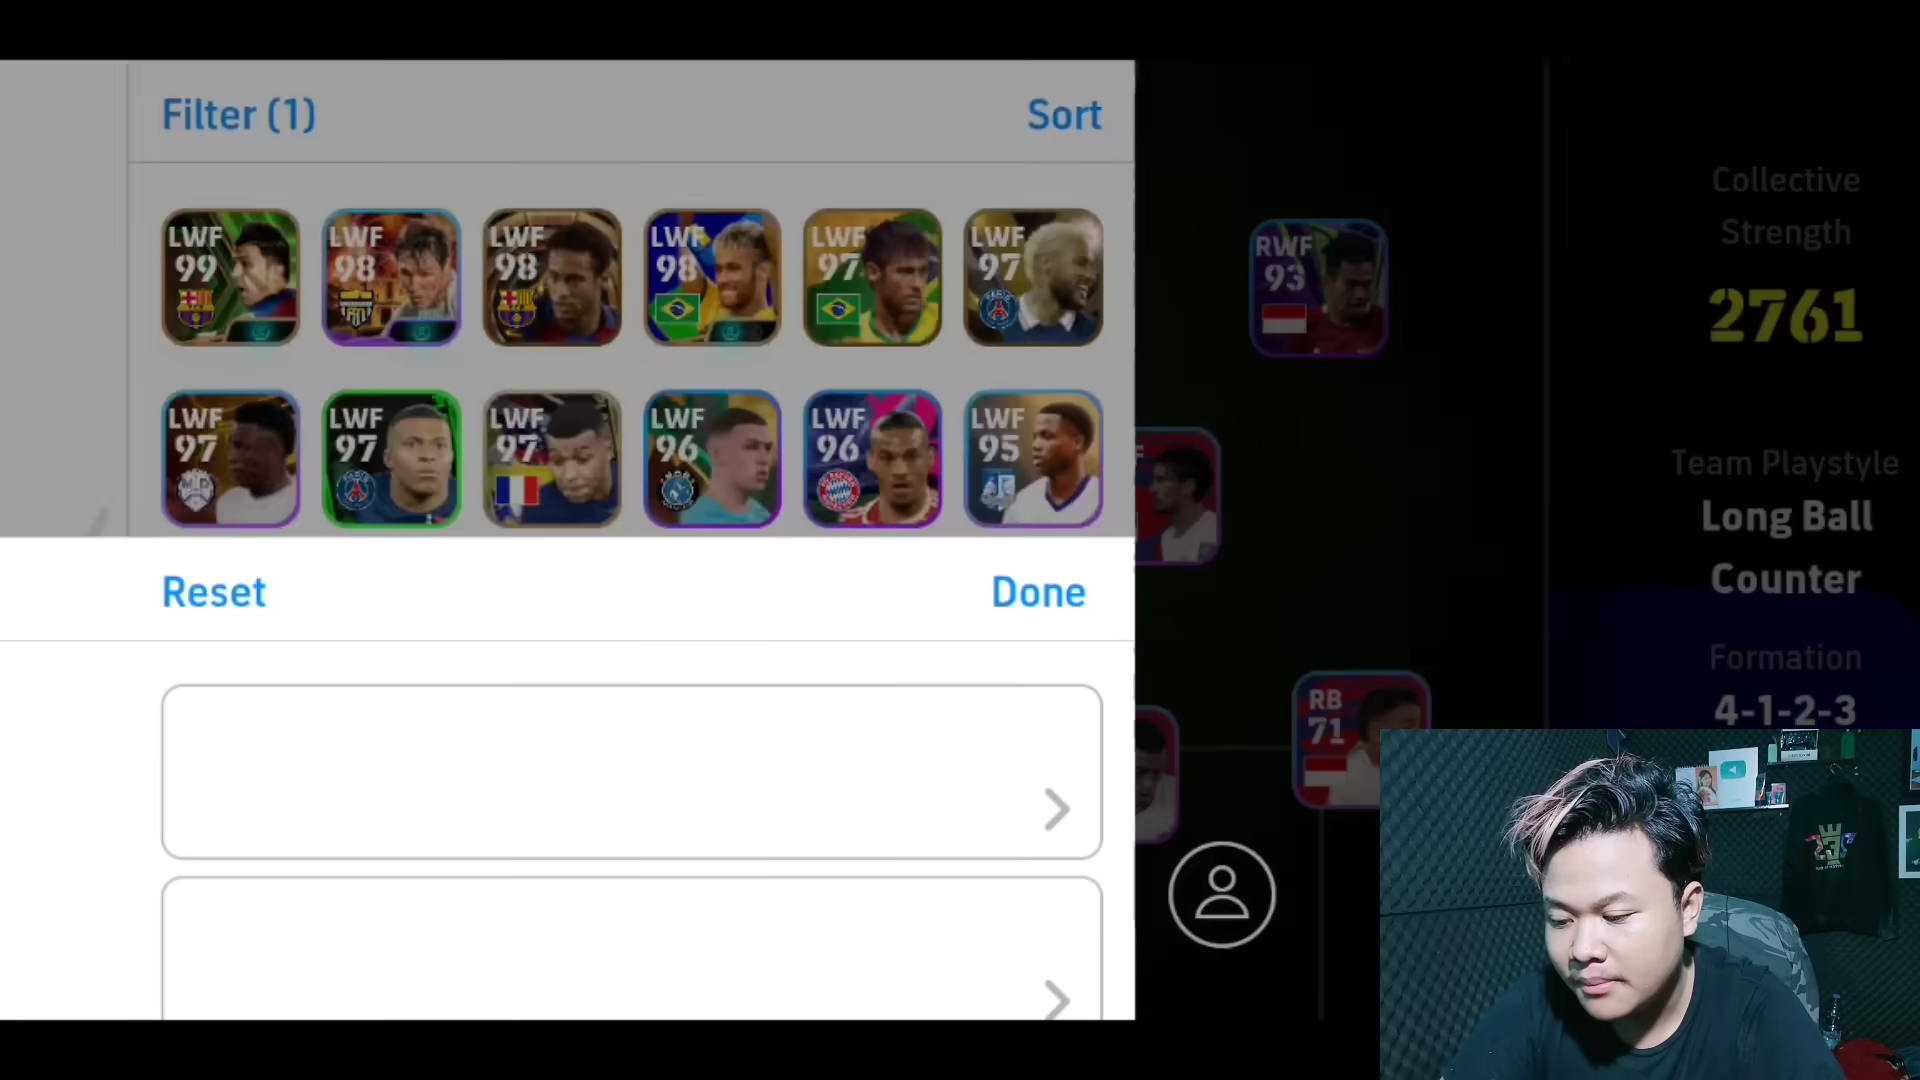 Filter (1)
Sort
LWF 99
LWF 98
LWF 98
LWF 98
LWF 97
LWF 97
LWF 97
LWF 97
LWF 97
LWF 96
LWF 96
LWF 95
Reset
Done
RWF 93
RB 71
Collective
Strength
2761
Team Playstyle
Long Ball
Counter
Formation
4-1-2-3